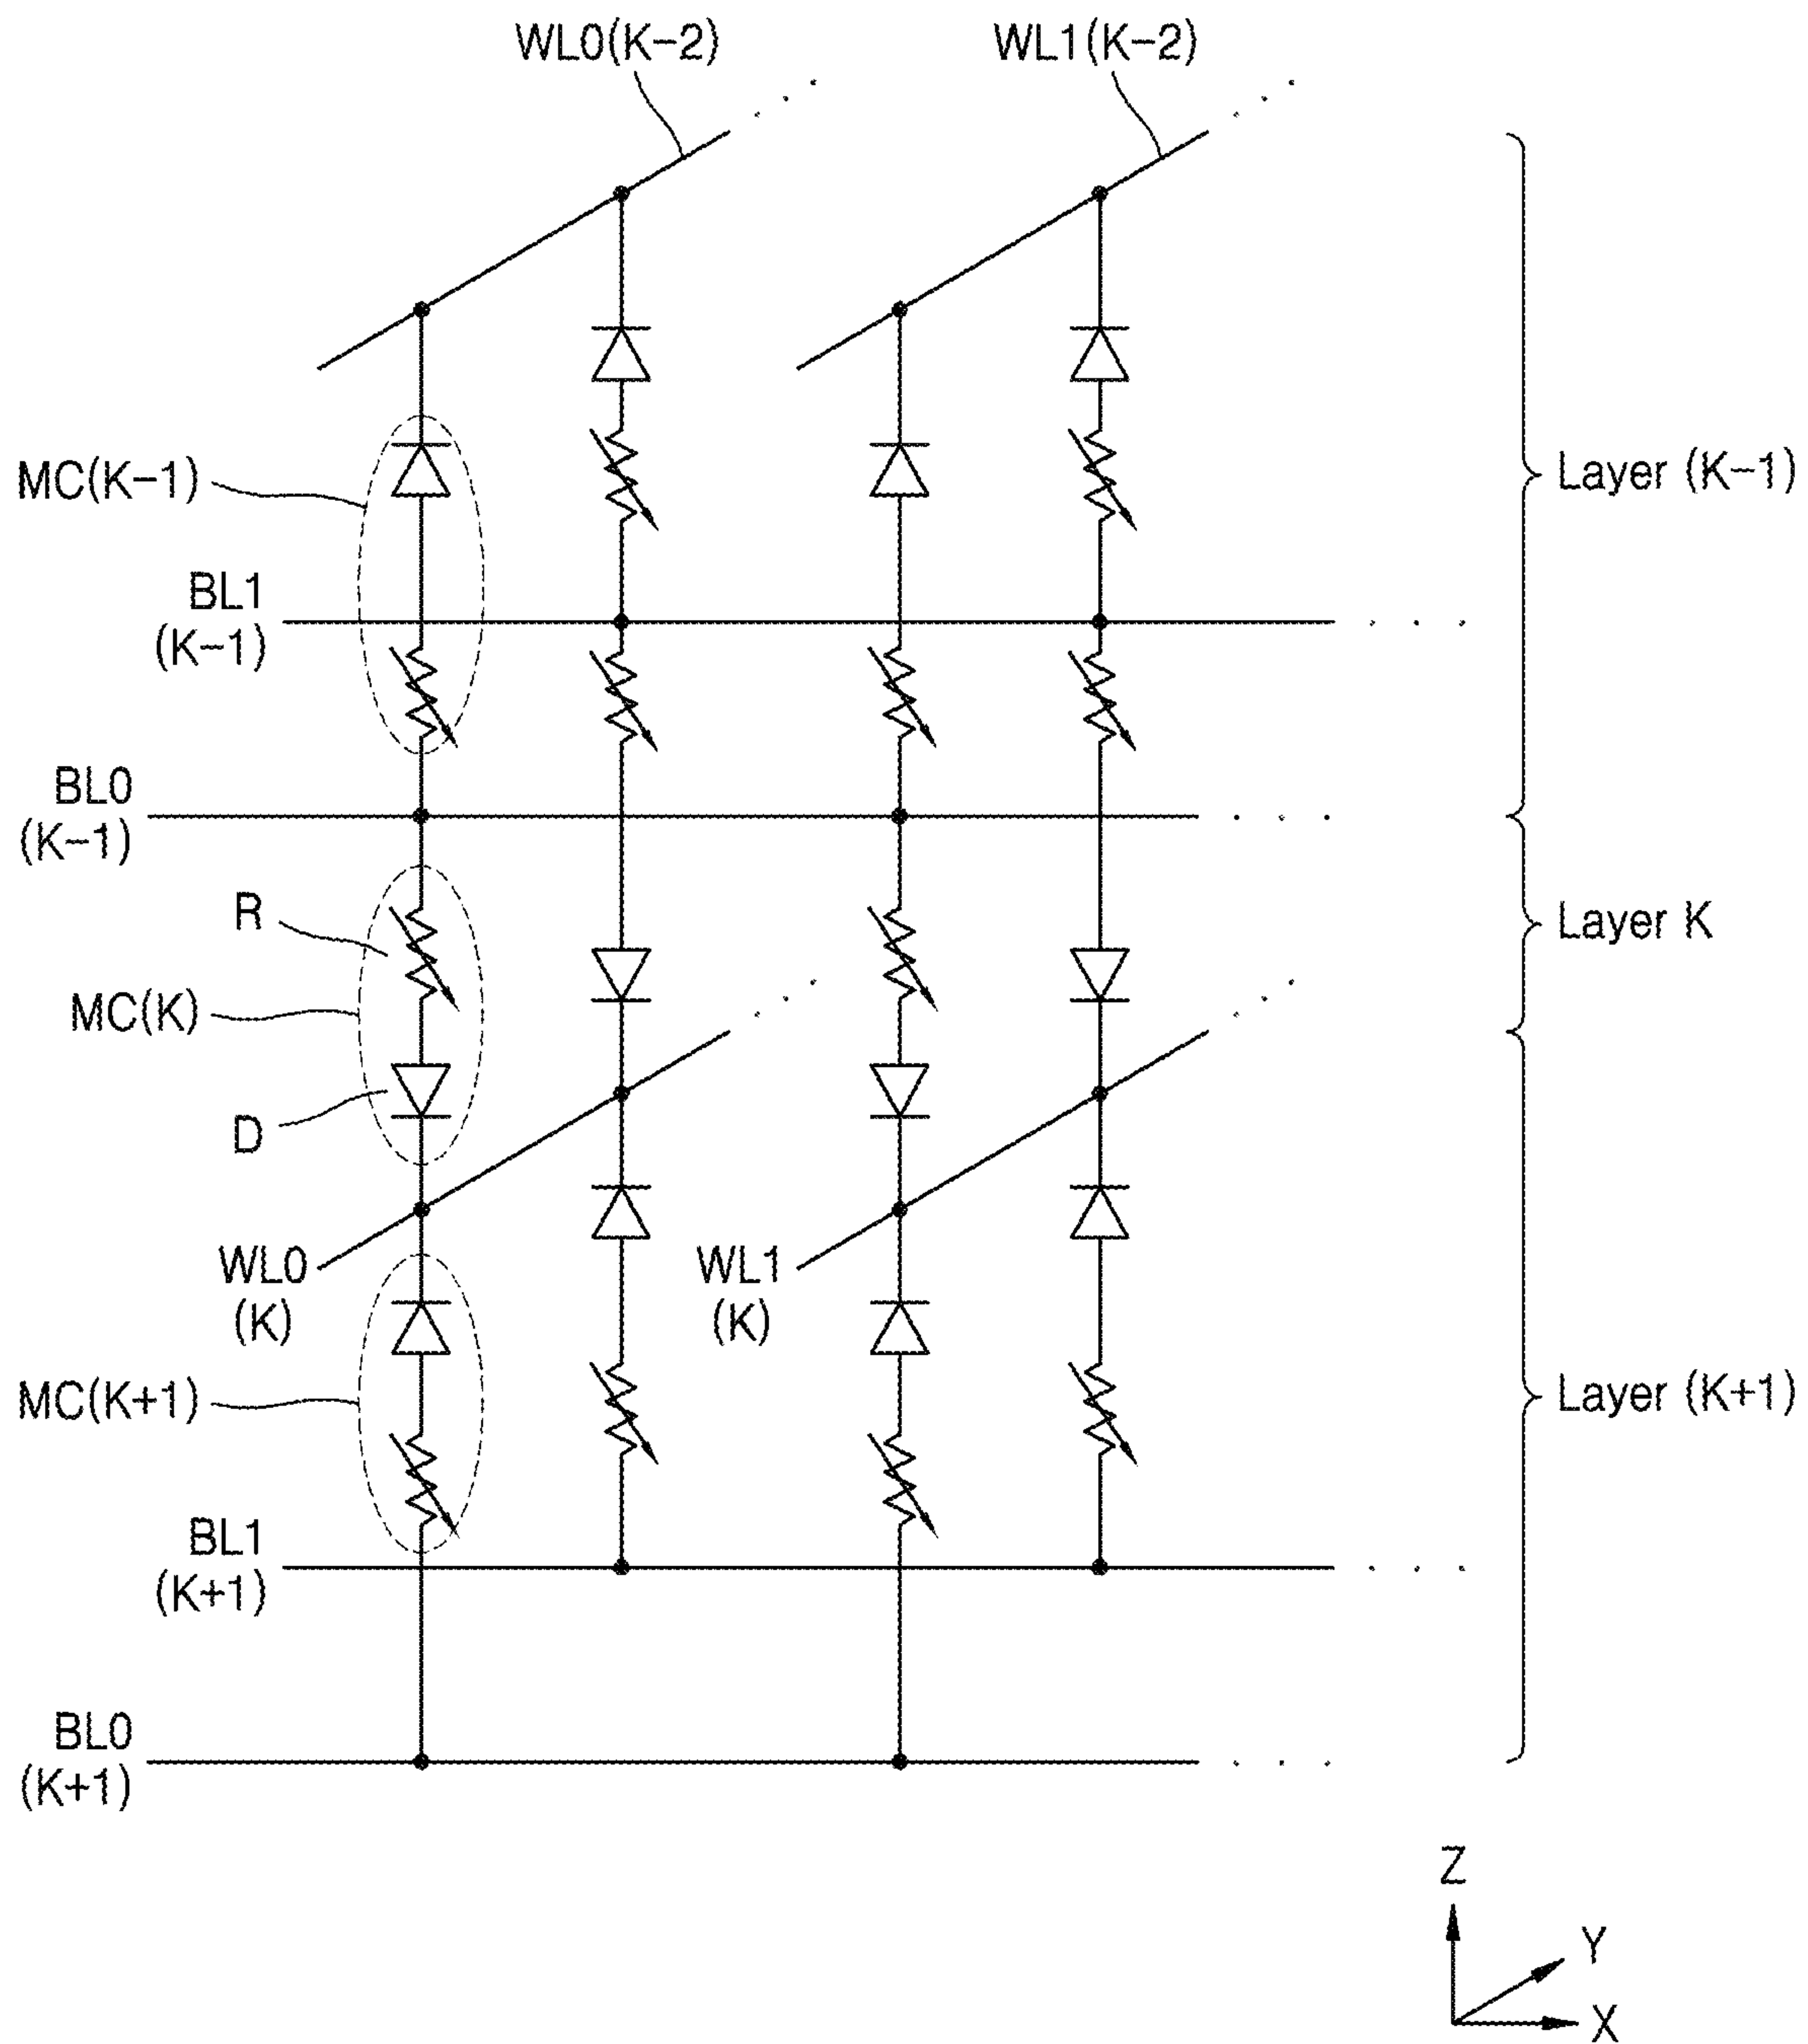 WL0(K-2)
WL1(K-2)
MC(K-1)
Layer (K-1)
BL1
(K-1)
BL0
(K-1)
R
Layer K
MC(K)
D
WL0
(K)
WL1
(K)
MC(K+1)
Layer (K+1)
BL1
(K+1)
BL0
(K+1)
Z
Y
X